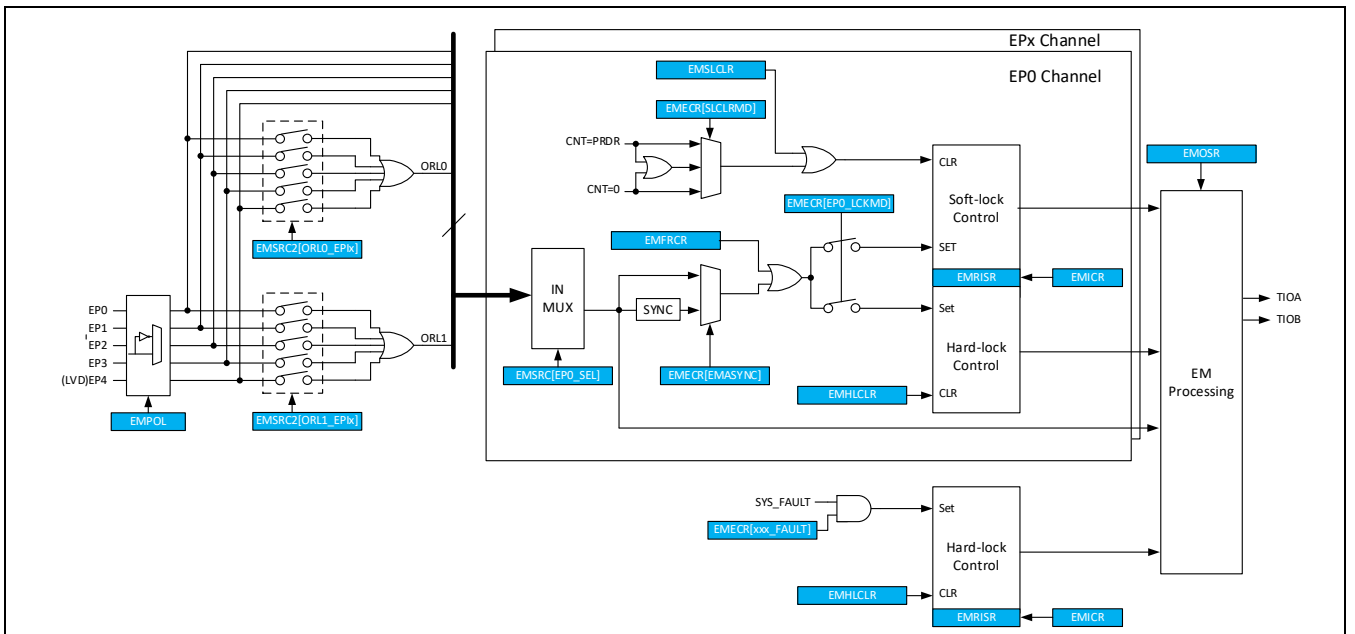 EPx Channel
EP0 Channel
EMSLCLR
EMECR[SLCLRMD]
CNT=PRDR
CNT=0
CLR
Soft-lock
Control
SET
EMECR[EP0_LCKMD]
EMFRCR
EMOSR
ORL0
EMSRC2[ORL0_EPIx]
IN
MUX
SYNC
EMRISR
EMICR
Set
Hard-lock
Control
CLR
EMHLCLR
EMSRC[EP0_SEL]
EMECR[EMASYNC]
EP0
EP1
EP2
EP3
(LVD)EP4
EMPOL
ORL1
EMSRC2[ORL1_EPIx]
EM
Processing
TIOA
TIOB
SYS_FAULT
EMECR[xxx_FAULT]
Set
Hard-lock
Control
CLR
EMHLCLR
EMRISR
EMICR